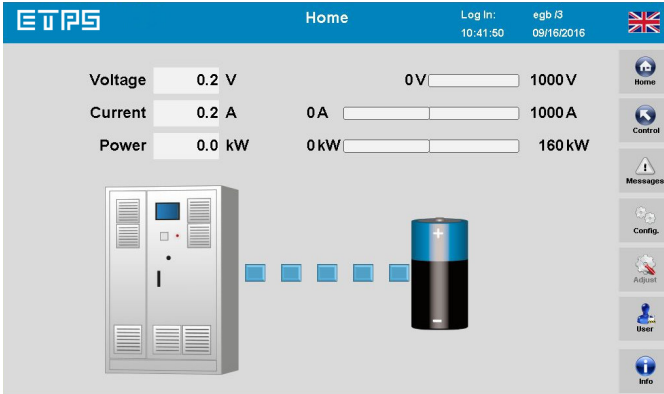 ETPS Home Log In: egb /3
10:41:50 09/16/2016
Voltage 0.2 V 0 V 1000 V
Current 0.2 A 0 A 1000 A
Power 0.0 kW 0 kW 160 kW
Home
Control
Messages
Config.
Adjust
User
Info